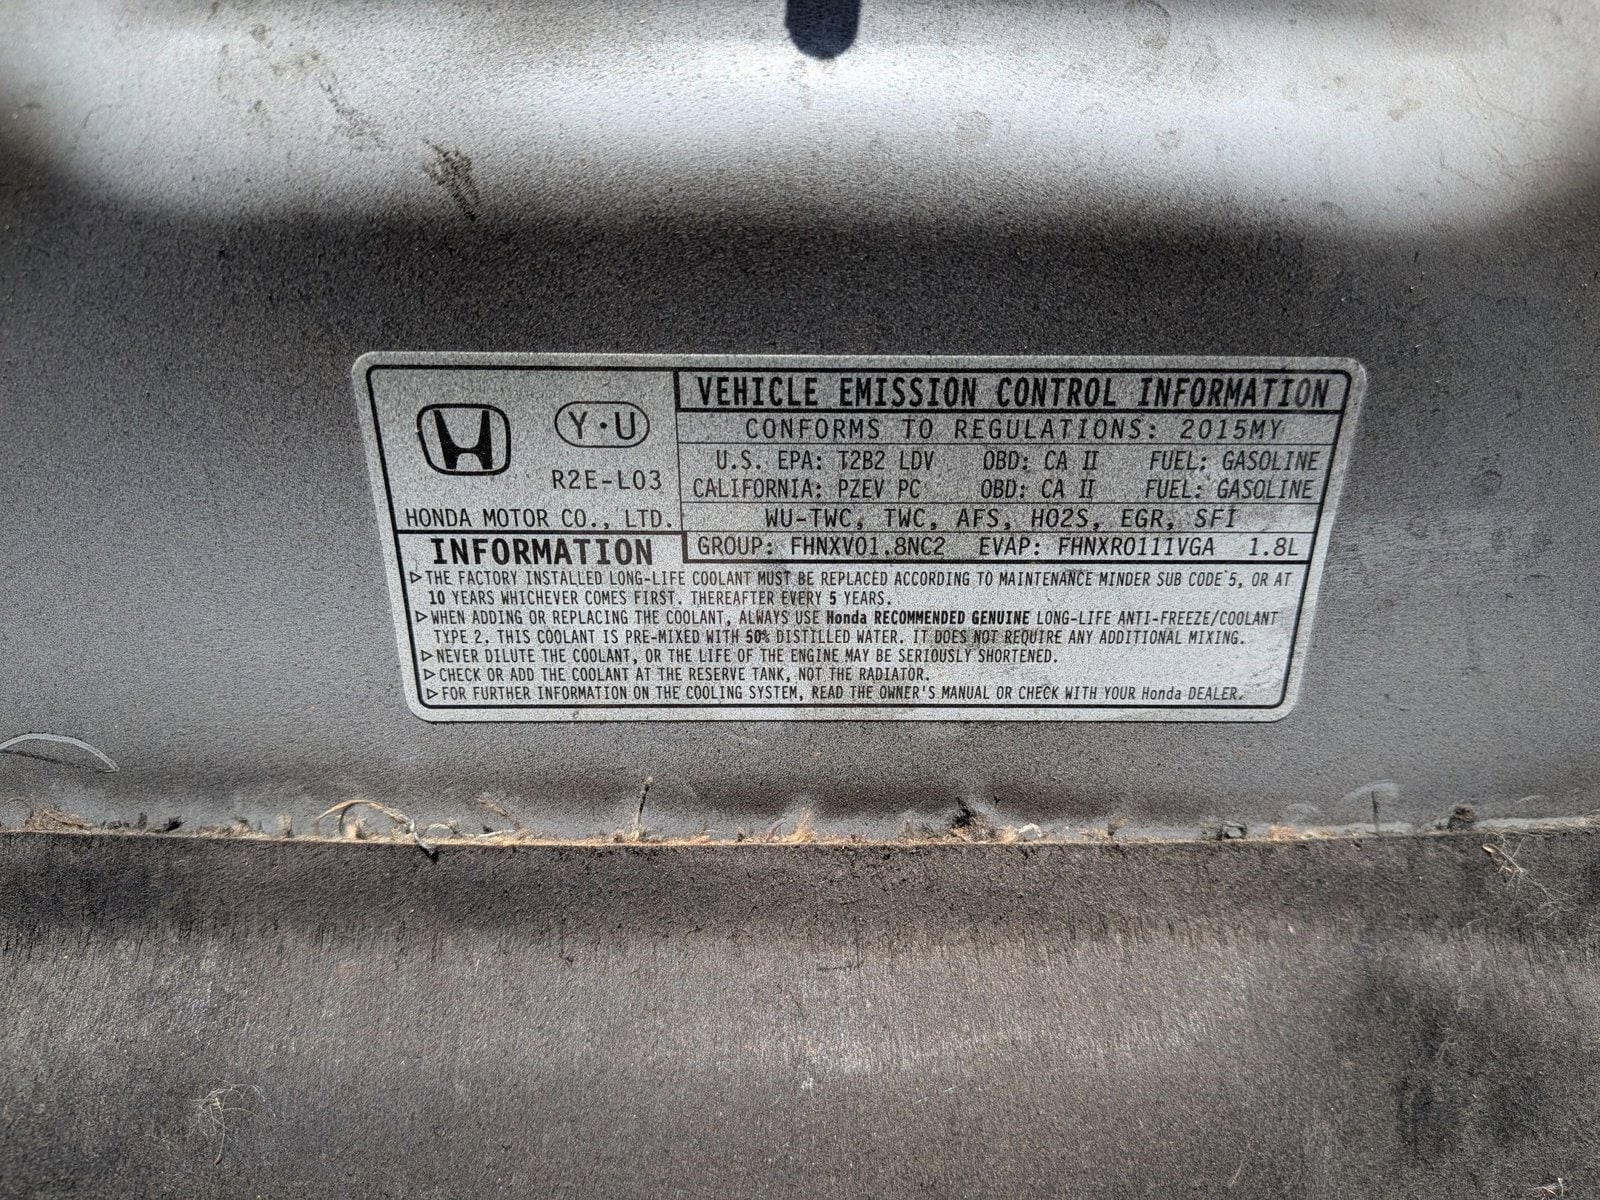 Y·U
R2E-L03
HONDA MOTOR CO., LTD.
VEHICLE EMISSION CONTROL INFORMATION
CONFORMS TO REGULATIONS: 2015MY
U.S. EPA: T2B2 LDV OBD: CA II FUEL: GASOLINE
CALIFORNIA: PZEV PC OBD: CA II FUEL: GASOLINE
WU-TWC, TWC, AFS, HO2S, EGR, SFI
GROUP: FHNXV01.8NC2 EVAP: FHNXR0111VGA 1.8L
INFORMATION
▷THE FACTORY INSTALLED LONG-LIFE COOLANT MUST BE REPLACED ACCORDING TO MAINTENANCE MINDER SUB CODE 5, OR AT
10 YEARS WHICHEVER COMES FIRST. THEREAFTER EVERY 5 YEARS.
▷WHEN ADDING OR REPLACING THE COOLANT, ALWAYS USE Honda RECOMMENDED GENUINE LONG-LIFE ANTI-FREEZE/COOLANT
TYPE 2. THIS COOLANT IS PRE-MIXED WITH 50% DISTILLED WATER. IT DOES NOT REQUIRE ANY ADDITIONAL MIXING.
▷NEVER DILUTE THE COOLANT, OR THE LIFE OF THE ENGINE MAY BE SERIOUSLY SHORTENED.
▷CHECK OR ADD THE COOLANT AT THE RESERVE TANK, NOT THE RADIATOR.
▷FOR FURTHER INFORMATION ON THE COOLING SYSTEM, READ THE OWNER'S MANUAL OR CHECK WITH YOUR Honda DEALER.